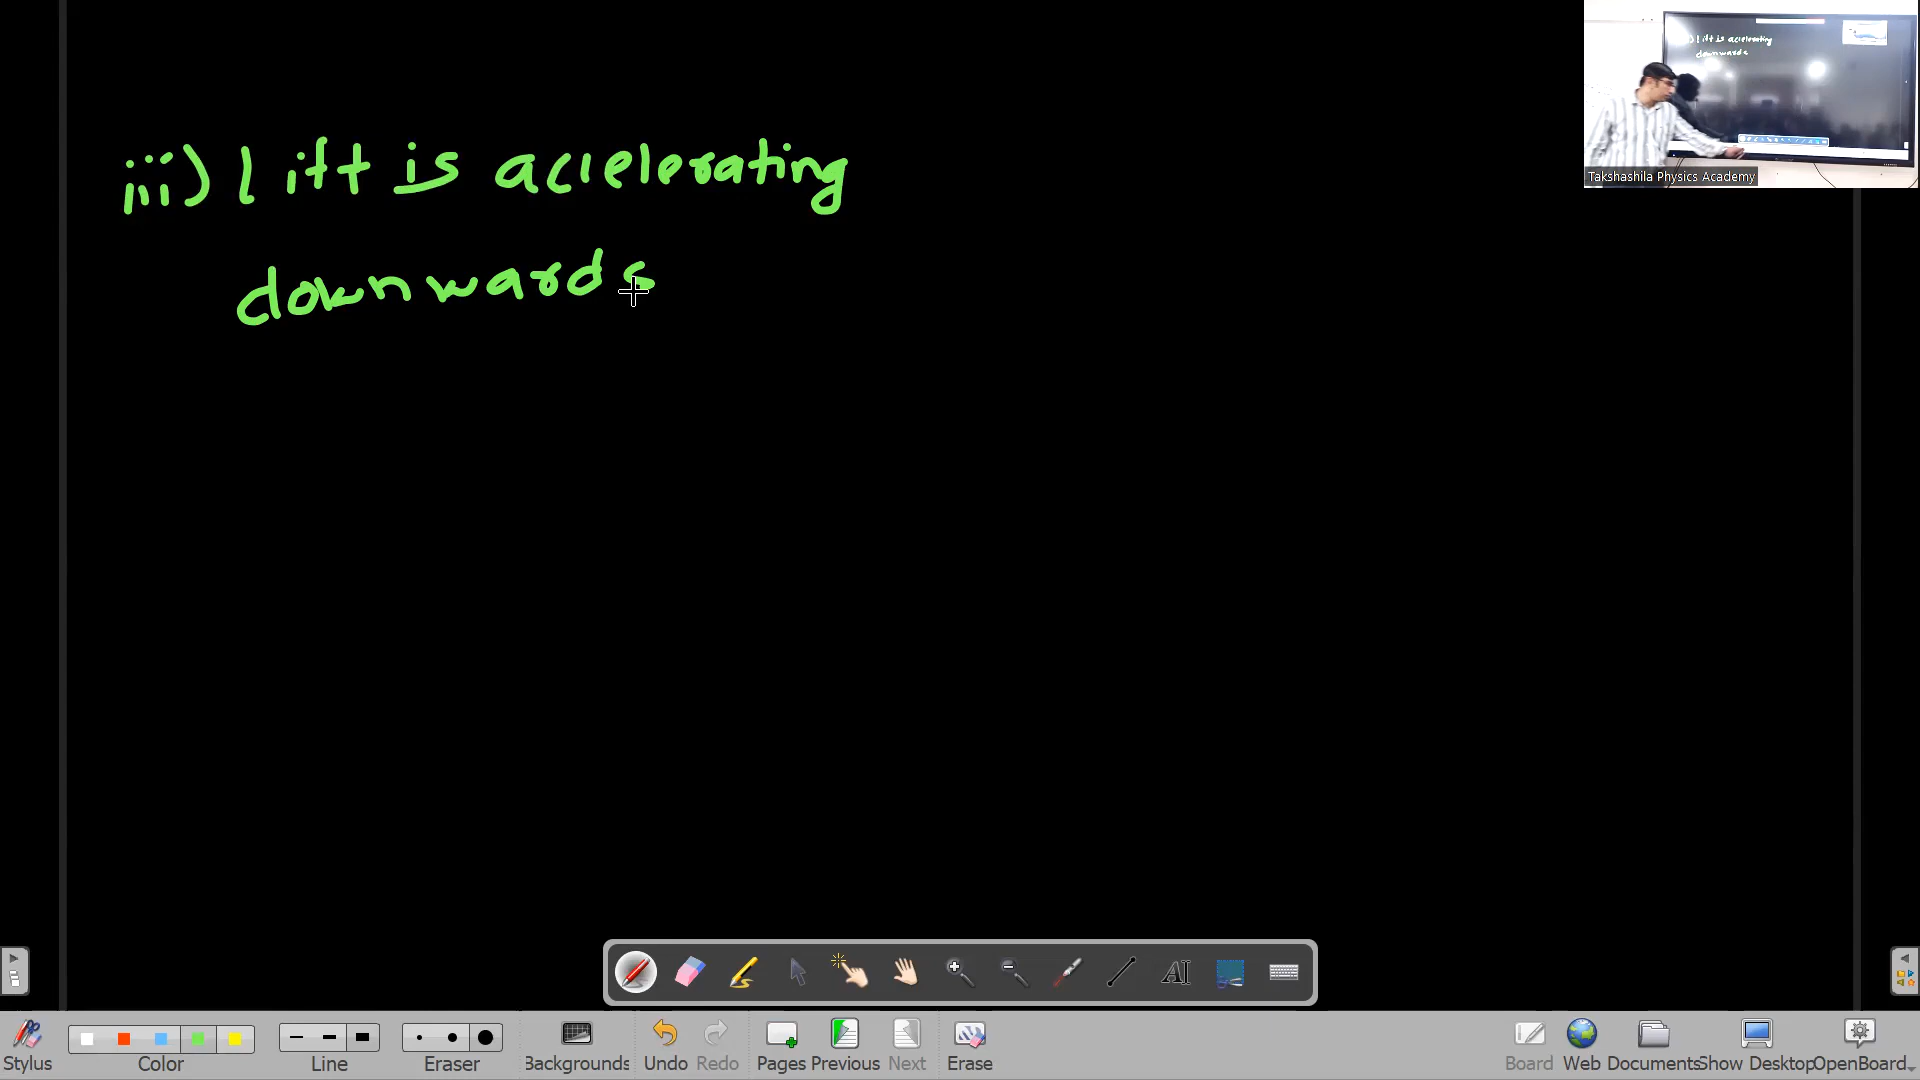 iii) lift is acclelerating
downwards
Takshashila Physics Academy
Stylus
Color
Line
Eraser
Backgrounds
Undo
Redo
Pages
Previous
Next
Erase
Board
Web
Documents
Show Desktop
OpenBoard